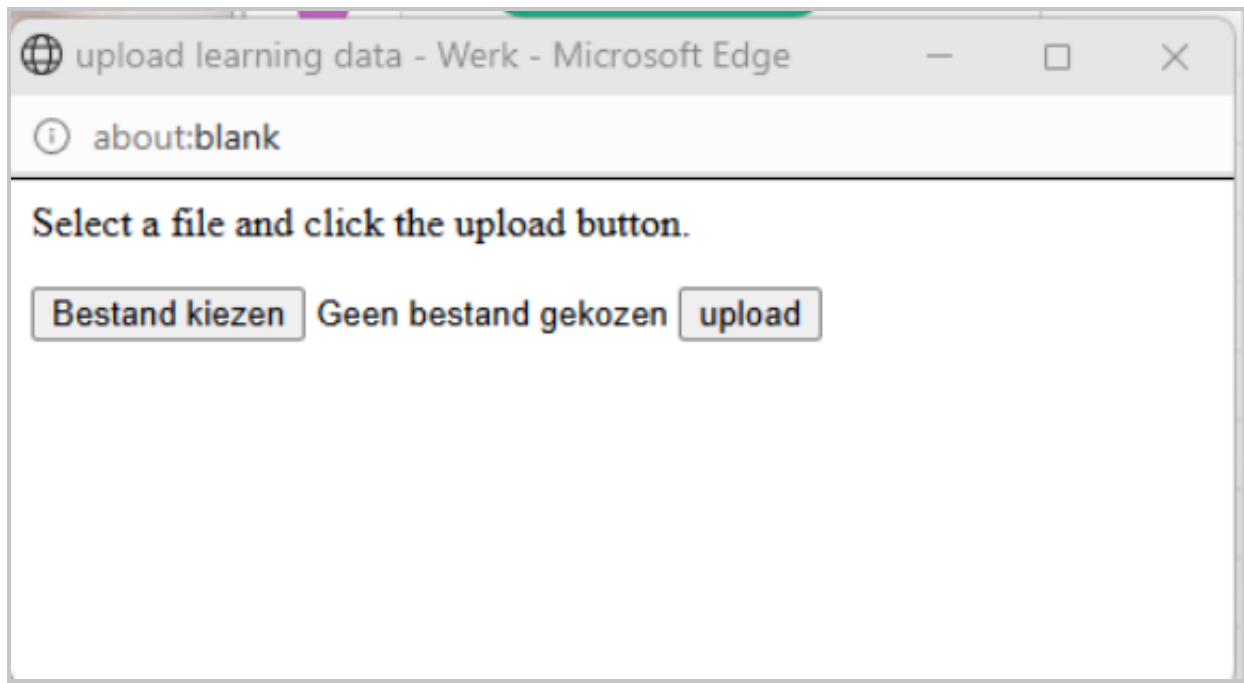 upload learning data - Werk - Microsoft Edge
about:blank
Select a file and click the upload button.
Bestand kiezen Geen bestand gekozen upload